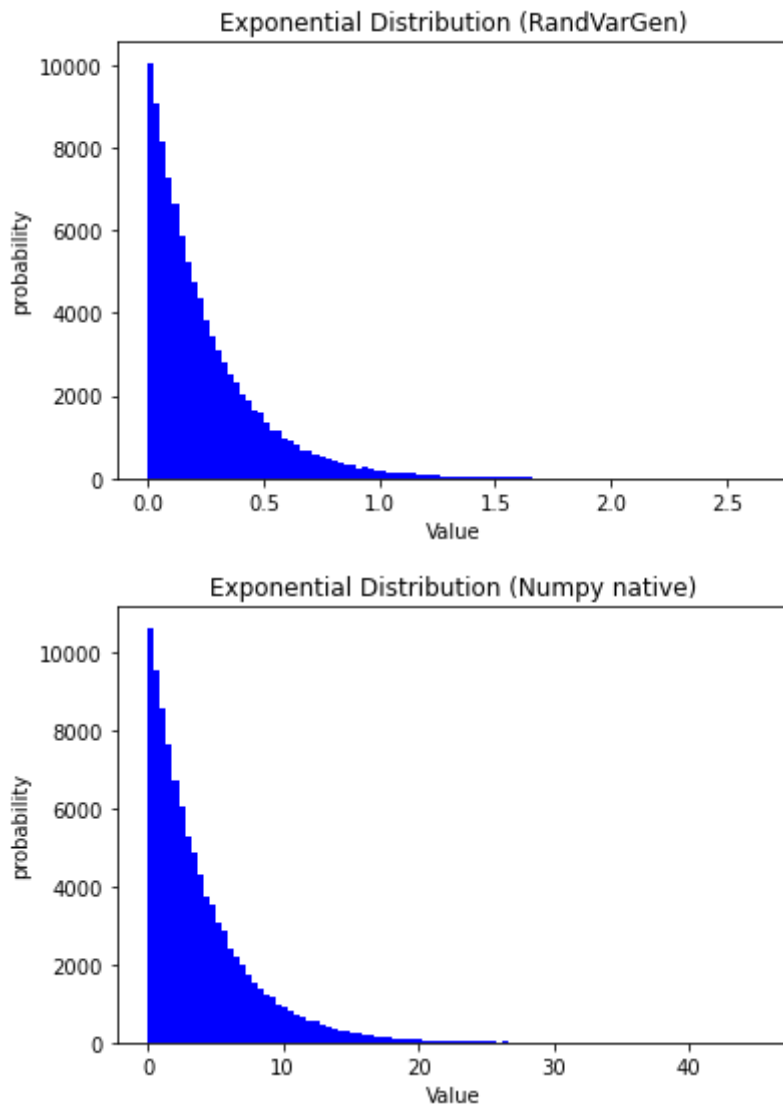 Exponential Distribution (RandVarGen)
10000
8000
6000
4000
2000
0
probability
0.0 0.5 1.0 1.5 2.0 2.5
Value
Exponential Distribution (Numpy native)
10000
8000
6000
4000
2000
0
probability
0 10 20 30 40
Value